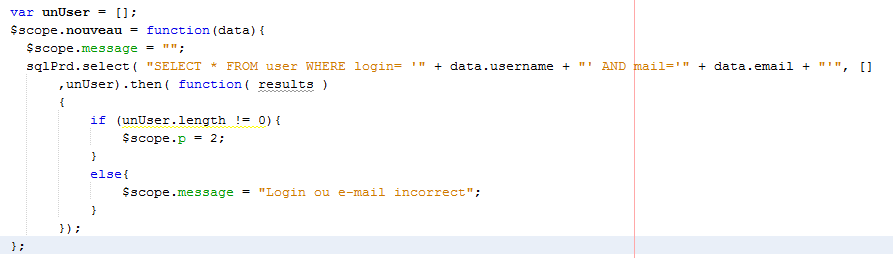 var unUser = [];
$scope.nouveau = function(data){
  $scope.message = "";
  sqlPrd.select( "SELECT * FROM user WHERE login= '" + data.username + "' AND mail='" + data.email + "'", []
      ,unUser).then( function( results )
      {
          if (unUser.length != 0){
              $scope.p = 2;
          }
          else{
              $scope.message = "Login ou e-mail incorrect";
          }
      });
};